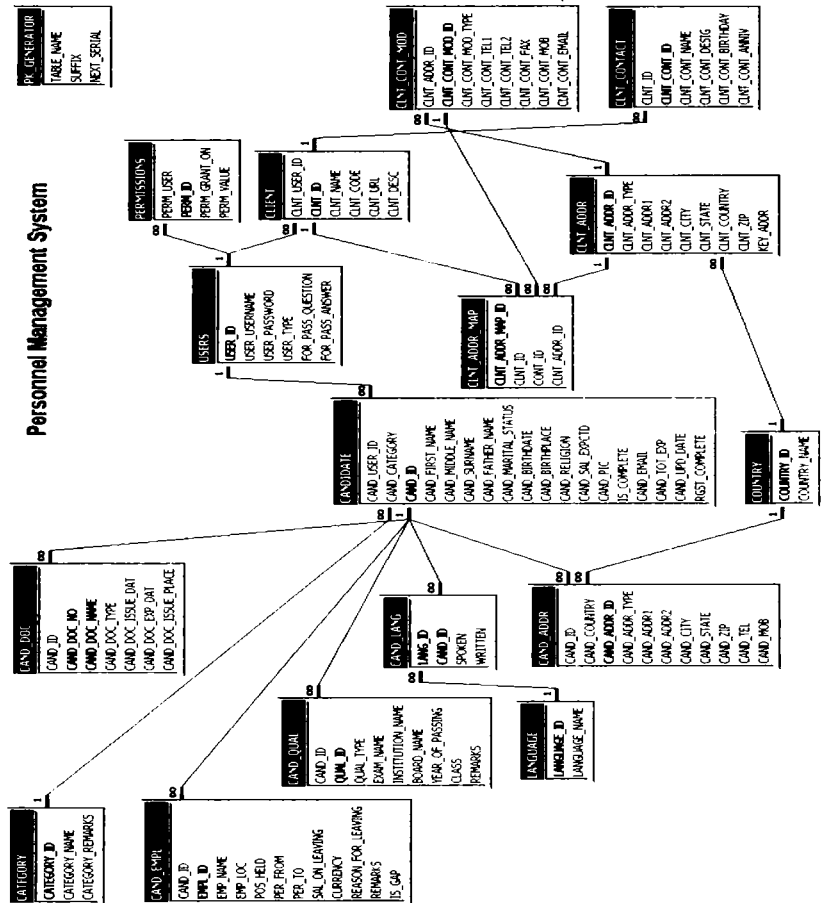 Personnel Management System
CATEGORY
CATEGORY_ID
CATEGORY_NAME
CATEGORY_REMARKS
CAND_EMPL
CAND_ID
EMPL_ID
EMP_NAME
EMP_LOC
POS_HELD
PER_FROM
PER_TO
SAL_ON_LEAVING
CURRENCY
REASON_FOR_LEAVING
REMARKS
IS_GAP
CAND_DOC
CAND_ID
CAND_DOC_NO
CAND_DOC_NAME
CAND_DOC_TYPE
CAND_DOC_ISSUE_DAT
CAND_DOC_EXP_DAT
CAND_DOC_ISSUE_PLACE
CAND_QUAL
CAND_ID
QUAL_ID
QUAL_TYPE
EXAM_NAME
INSTITUTION_NAME
BOARD_NAME
YEAR_OF_PASSING
CLASS
REMARKS
CAND_LANG
LANG_ID
CAND_ID
SPOKEN
WRITTEN
LANGUAGE
LANGUAGE_ID
LANGUAGE_NAME
CAND_ADDR
CAND_ID
CAND_COUNTRY
CAND_ADDR_ID
CAND_ADDR_TYPE
CAND_ADDR1
CAND_ADDR2
CAND_CITY
CAND_STATE
CAND_ZIP
CAND_TEL
CAND_MOB
CANDIDATE
CAND_USER_ID
CAND_CATEGORY
CAND_ID
CAND_FIRST_NAME
CAND_MIDDLE_NAME
CAND_SURNAME
CAND_FATHER_NAME
CAND_MARITAL_STATUS
CAND_BIRTHDATE
CAND_BIRTHPLACE
CAND_RELIGION
CAND_SAL_EXPCTD
CAND_PIC
IS_COMPLETE
CAND_EMAIL
CAND_TOT_EXP
CAND_UPD_DATE
RGST_COMPLETE
COUNTRY
COUNTRY_ID
COUNTRY_NAME
USERS
USER_ID
USER_USERNAME
USER_PASSWORD
USER_TYPE
FOR_PASS_QUESTION
FOR_PASS_ANSWER
PERMISSIONS
PERM_USER
PERM_ID
PERM_GRANT_ON
PERM_VALUE
CLIENT
CLNT_USER_ID
CLNT_ID
CLNT_NAME
CLNT_CODE
CLNT_URL
CLNT_DESC
CLNT_ADDR_MAP
CLNT_ADDR_MAP_ID
CLNT_ID
CONT_ID
CLNT_ADDR_ID
CLNT_ADDR
CLNT_ADDR_ID
CLNT_ADDR_TYPE
CLNT_ADDR1
CLNT_ADDR2
CLNT_CITY
CLNT_STATE
CLNT_COUNTRY
CLNT_ZIP
KEY_ADDR
PK_GENERATOR
TABLE_NAME
SUFFIX
NEXT_SERIAL
CLNT_CONT_MOD
CLNT_ADDR_ID
CLNT_CONT_MOD_ID
CLNT_CONT_MOD_TYPE
CLNT_CONT_TEL1
CLNT_CONT_TEL2
CLNT_CONT_FAX
CLNT_CONT_MOB
CLNT_CONT_EMAIL
CLNT_CONTACT
CLNT_ID
CLNT_CONT_ID
CLNT_CONT_NAME
CLNT_CONT_DESIG
CLNT_CONT_BIRTHDAY
CLNT_CONT_ANNIV